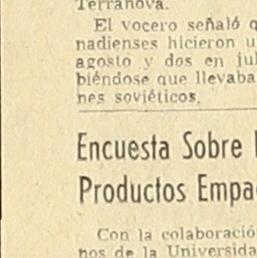 Terranova.
El vocero señaló q
nadienses hicieron u
agosto y dos en jul
biéndose que llevaba
nes soviéticos.
Encuesta Sobre
Productos Empa
Con la colaboració
nos de la Universida